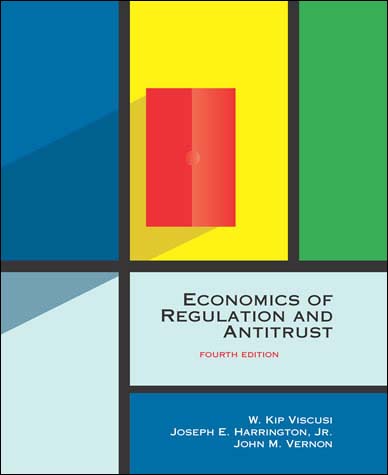 ECONOMICS OF
REGULATION AND
ANTITRUST
FOURTH EDITION
W. KIP VISCUSI
JOSEPH E. HARRINGTON, JR.
JOHN M. VERNON